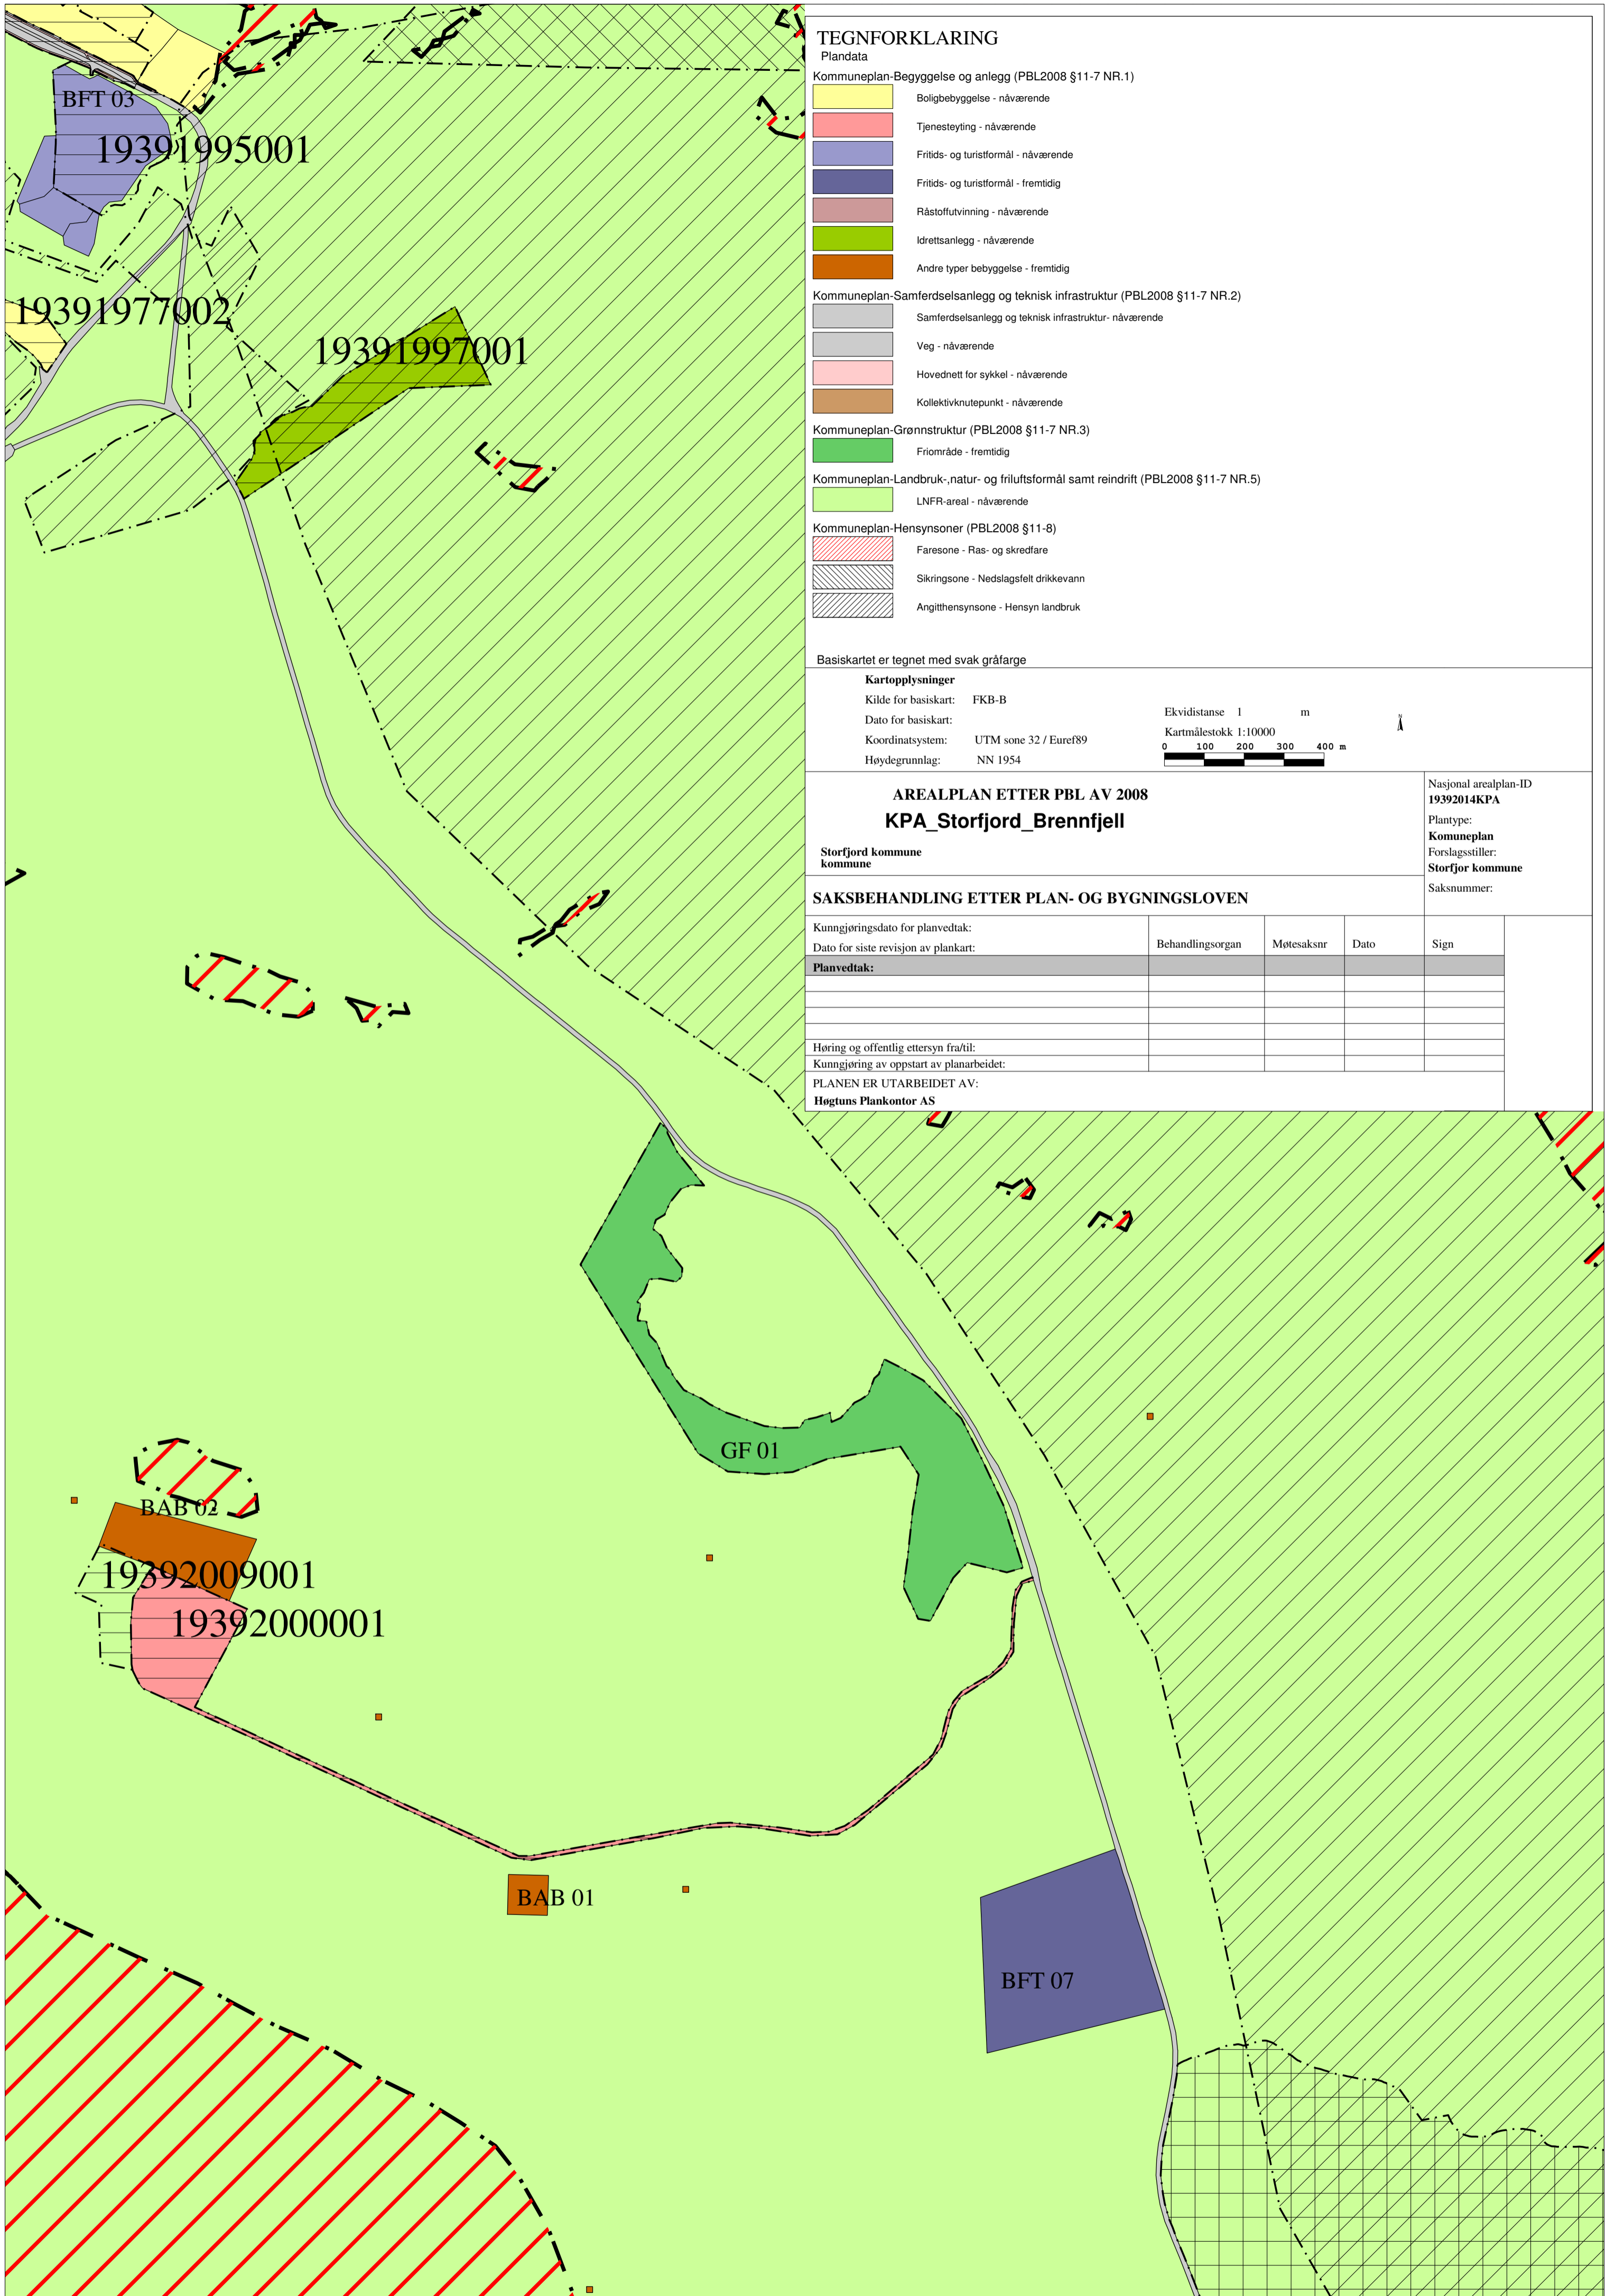 TEGNFORKLARING
Plandata
Kommuneplan-Begyggelse og anlegg (PBL2008 §11-7 NR.1)
Boligbebyggelse - nåværende
Tjenesteyting - nåværende
Fritids- og turistformål - nåværende
Fritids- og turistformål - fremtidig
Råstoffutvinning - nåværende
Idrettsanlegg - nåværende
Andre typer bebyggelse - fremtidig
Kommuneplan-Samferdselsanlegg og teknisk infrastruktur (PBL2008 §11-7 NR.2)
Samferdselsanlegg og teknisk infrastruktur- nåværende
Veg - nåværende
Hovednett for sykkel - nåværende
Kollektivknutepunkt - nåværende
Kommuneplan-Grønnstruktur (PBL2008 §11-7 NR.3)
Friområde - fremtidig
Kommuneplan-Landbruk-,natur- og friluftsformål samt reindrift (PBL2008 §11-7 NR.5)
LNFR-areal - nåværende
Kommuneplan-Hensynsoner (PBL2008 §11-8)
Faresone - Ras- og skredfare
Sikringsone - Nedslagsfelt drikkevann
Angitthensynsone - Hensyn landbruk
Basiskartet er tegnet med svak gråfarge
Kartopplysninger
Kilde for basiskart: FKB-B
Dato for basiskart:
Koordinatsystem: UTM sone 32 / Euref89
Høydegrunnlag: NN 1954
Ekvidistanse 1 m
Kartmålestokk 1:10000
0 100 200 300 400 m
N
AREALPLAN ETTER PBL AV 2008
KPA_Storfjord_Brennfjell
Storfjord kommune
kommune
Nasjonal arealplan-ID
19392014KPA
Plantype:
Komuneplan
Forslagsstiller:
Storfjor kommune
Saksnummer:
SAKSBEHANDLING ETTER PLAN- OG BYGNINGSLOVEN
Kunngjøringsdato for planvedtak:
Dato for siste revisjon av plankart:
Behandlingsorgan Møtesaksnr Dato Sign
Planvedtak:
Høring og offentlig ettersyn fra/til:
Kunngjøring av oppstart av planarbeidet:
PLANEN ER UTARBEIDET AV:
Høgtuns Plankontor AS
BFT 03
19391995001
19391977002
19391997001
GF 01
BAB 02
19392009001
19392000001
BAB 01
BFT 07